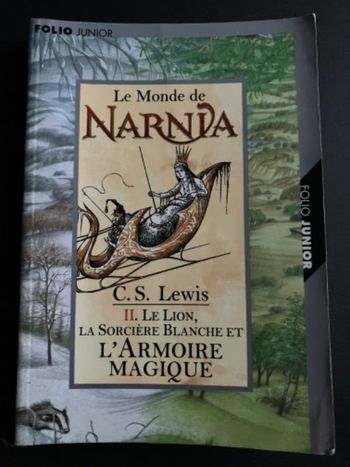 FOLIO JUNIOR
Le Monde de
NARNIA
C. S. Lewis
II. LE LION,
LA SORCIÈRE BLANCHE ET
L'ARMOIRE
MAGIQUE
FOLIO JUNIOR